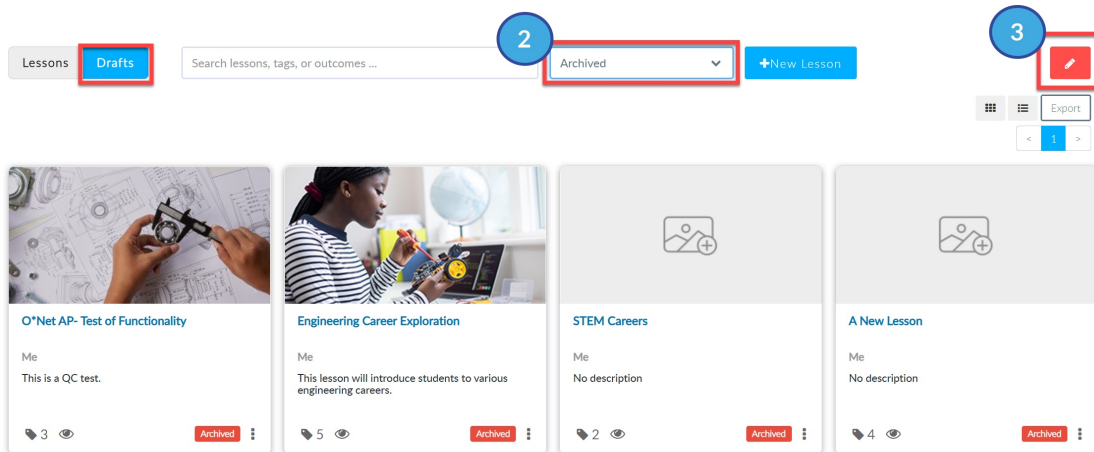 2
3
Lessons Drafts Search lessons, tags, or outcomes ... Archived +New Lesson
Export
< 1 >
O*Net AP- Test of Functionality
Me
This is a QC test.
3 Archived
Engineering Career Exploration
Me
This lesson will introduce students to various
engineering careers.
5 Archived
STEM Careers
Me
No description
2 Archived
A New Lesson
Me
No description
4 Archived